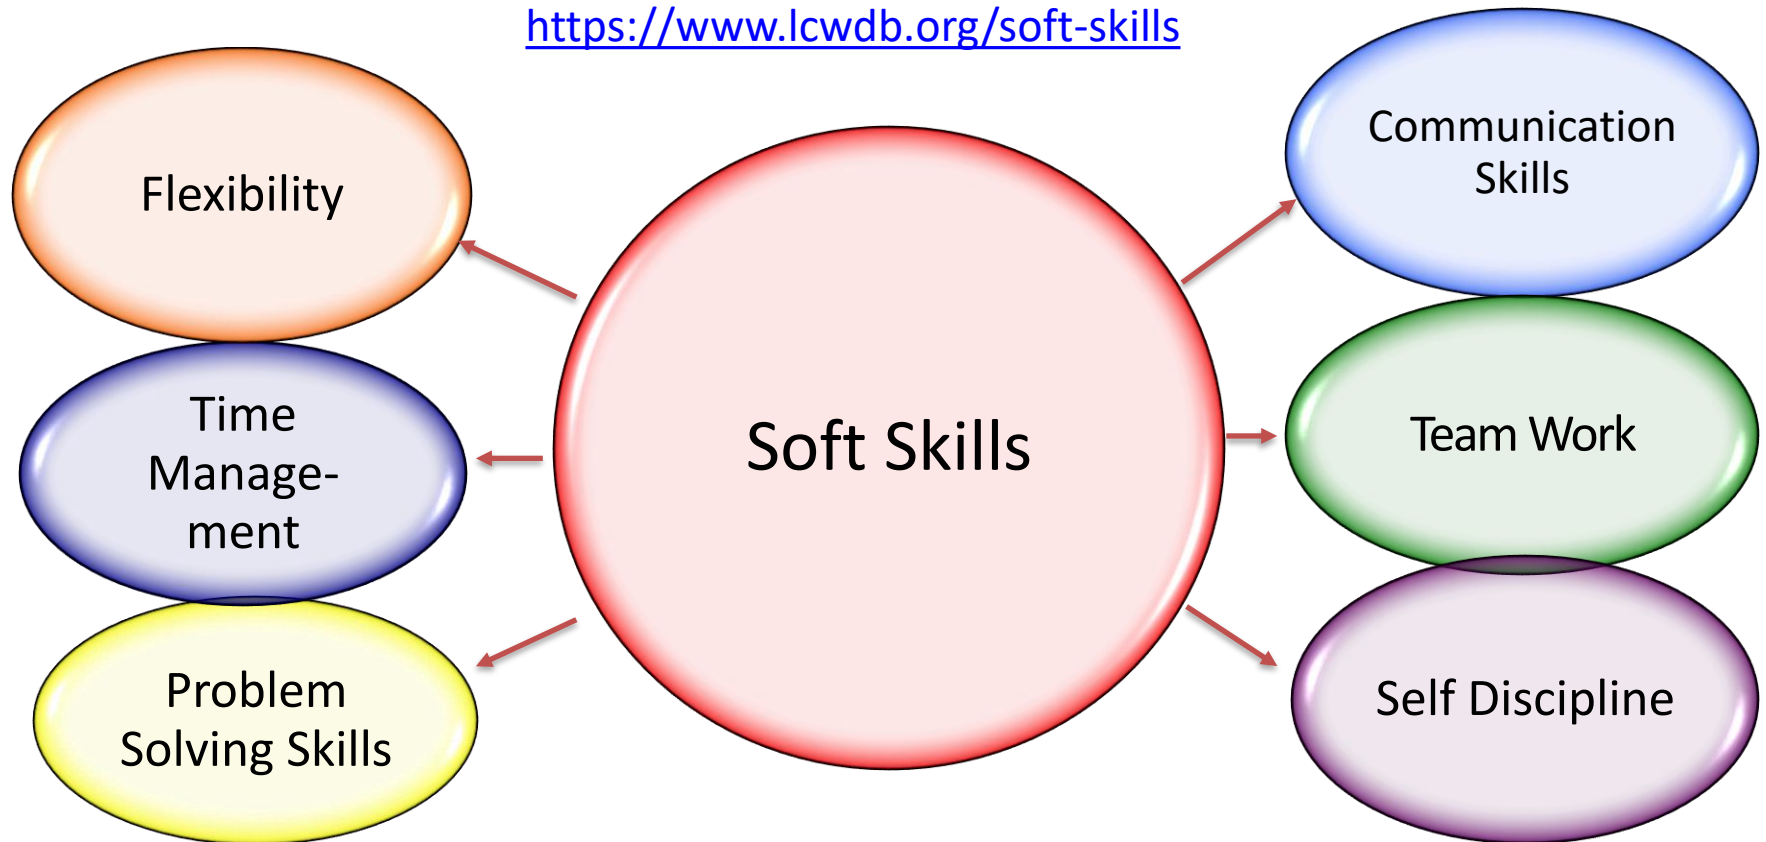 https://www.lcwdb.org/soft-skills
Flexibility
Time
Manage-
ment
Problem
Solving Skills
Soft Skills
Communication
Skills
Team Work
Self Discipline